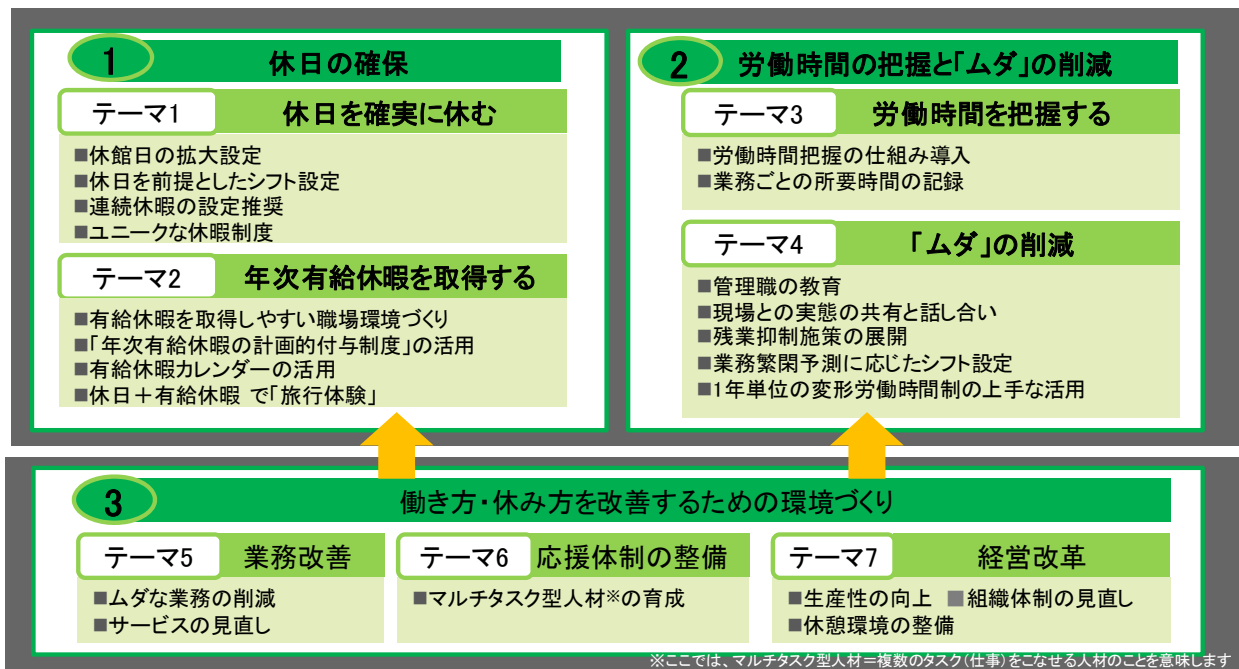 1 休日の確保
テーマ1 休日を確実に休む
■休館日の拡大設定
■休日を前提としたシフト設定
■連続休暇の設定推奨
■ユニークな休暇制度
テーマ2 年次有給休暇を取得する
■有給休暇を取得しやすい職場環境づくり
■「年次有給休暇の計画的付与制度」の活用
■有給休暇カレンダーの活用
■休日＋有給休暇 で「旅行体験」
2 労働時間の把握と「ムダ」の削減
テーマ3 労働時間を把握する
■労働時間把握の仕組み導入
■業務ごとの所要時間の記録
テーマ4 「ムダ」の削減
■管理職の教育
■現場との実態の共有と話し合い
■残業抑制施策の展開
■業務繁閑予測に応じたシフト設定
■1年単位の変形労働時間制の上手な活用
3 働き方・休み方を改善するための環境づくり
テーマ5 業務改善
■ムダな業務の削減
■サービスの見直し
テーマ6 応援体制の整備
■マルチタスク型人材※の育成
テーマ7 経営改革
■生産性の向上 ■組織体制の見直し
■休憩環境の整備
※ここでは、マルチタスク型人材＝複数のタスク（仕事）をこなせる人材のことを意味します